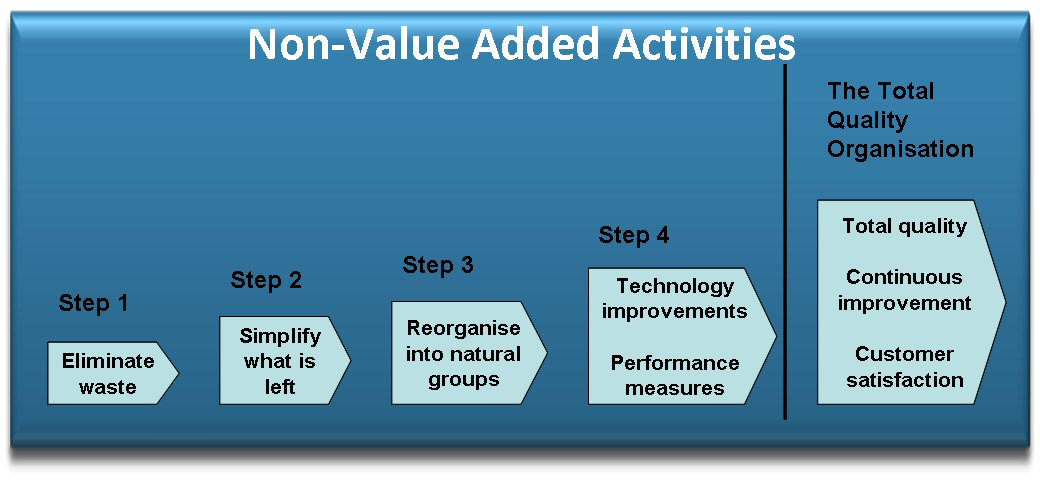 Non-Value Added Activities
The Total
Quality
Organisation
Step 1
Eliminate
waste
Step 2
Simplify
what is
left
Step 3
Reorganise
into natural
groups
Step 4
Technology
improvements
Performance
measures
Total quality
Continuous
improvement
Customer
satisfaction